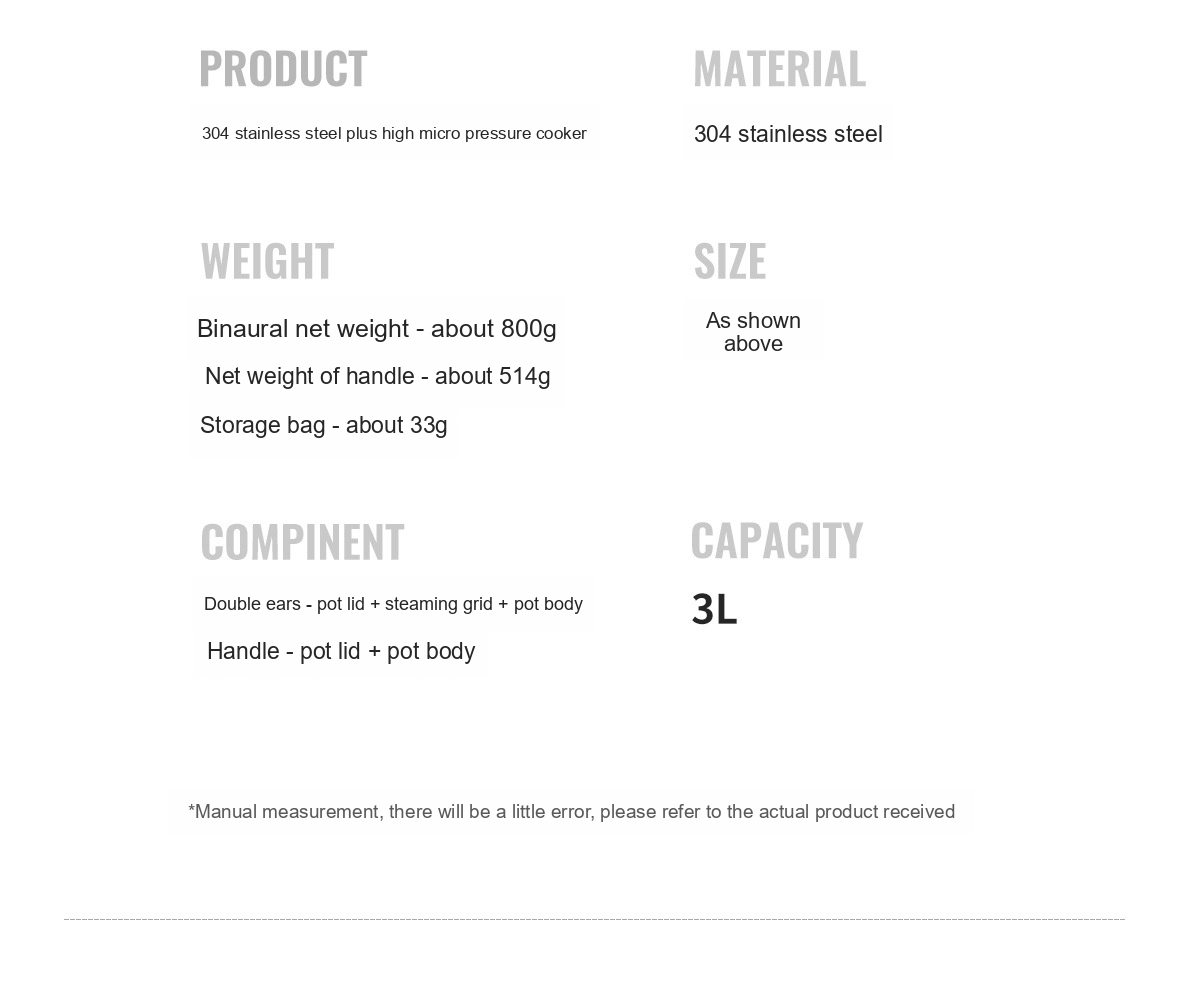 PRODUCT
304 stainless steel plus high micro pressure cooker
MATERIAL
304 stainless steel
WEIGHT
Binaural net weight - about 800g
Net weight of handle - about 514g
Storage bag - about 33g
SIZE
As shown
above
COMPINENT
Double ears - pot lid + steaming grid + pot body
Handle - pot lid + pot body
CAPACITY
3L
*Manual measurement, there will be a little error, please refer to the actual product received